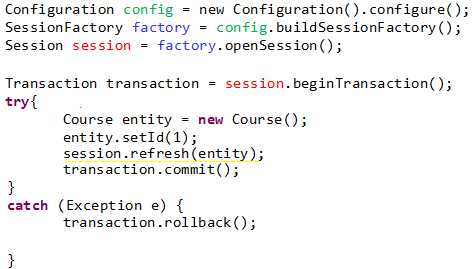 Configuration config = new Configuration().configure();
SessionFactory factory = config.buildSessionFactory();
Session session = factory.openSession();
Transaction transaction = session.beginTransaction();
try{
Course entity = new Course();
entity.setId(1);
session.refresh(entity);
transaction.commit();
}
catch (Exception e) {
transaction.rollback();
}